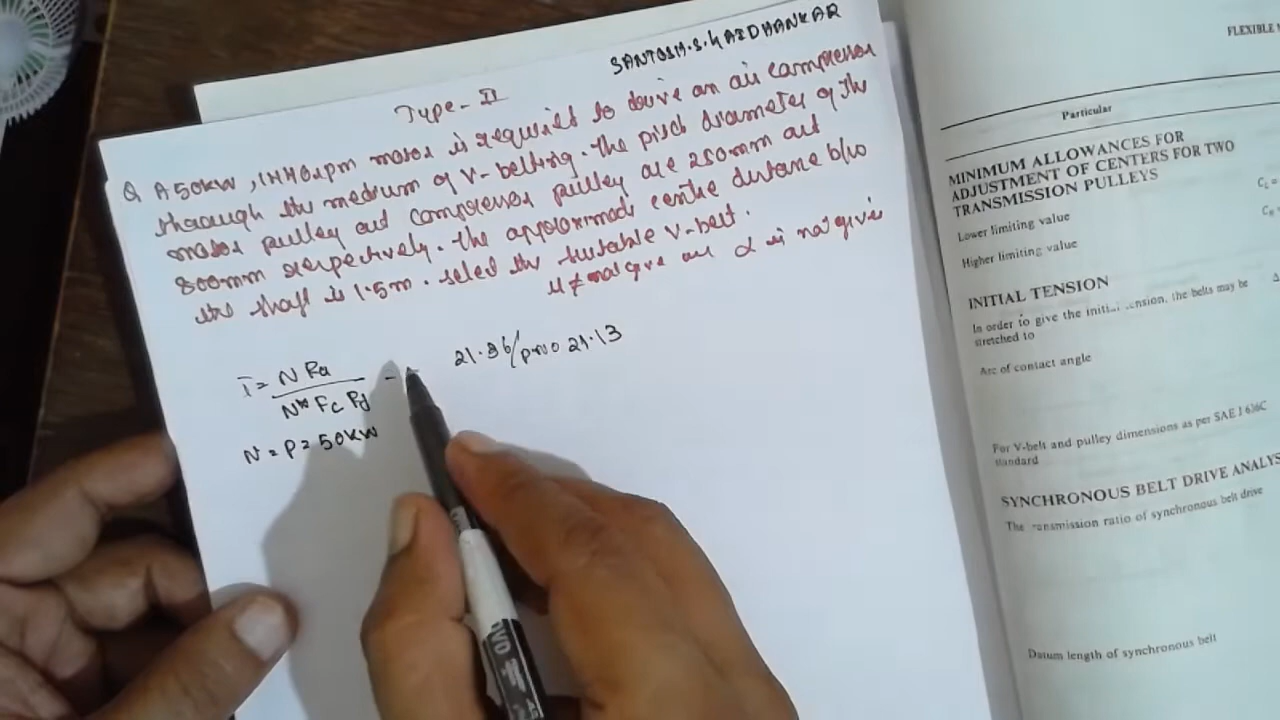 SANTOSH.S.GAIDHANKAR
Type-II
Q A 50kW, 1440rpm motor is required to drive an air compressor
through the medium of V-belting. The pitch diameter of the
motor pulley and compressor pulley are 280mm and
800mm respectively. The approximate centre distance b/w
the shaft is 1.5m. select the suitable V-belt.
not give and α is not give
i = N Fa
N* Fc Fd
21.86/p.no 21.13
N = P = 50kW
FLEXIBLE
Particular
MINIMUM ALLOWANCES FOR
ADJUSTMENT OF CENTERS FOR TWO
TRANSMISSION PULLEYS
Lower limiting value
Higher limiting value
INITIAL TENSION
In order to give the initial tension, the belts may be
stretched to
Arc of contact angle
For V-belt and pulley dimensions as per SAE J 636C
standard
SYNCHRONOUS BELT DRIVE ANALYS
The transmission ratio of synchronous belt drive
Datum length of synchronous belt